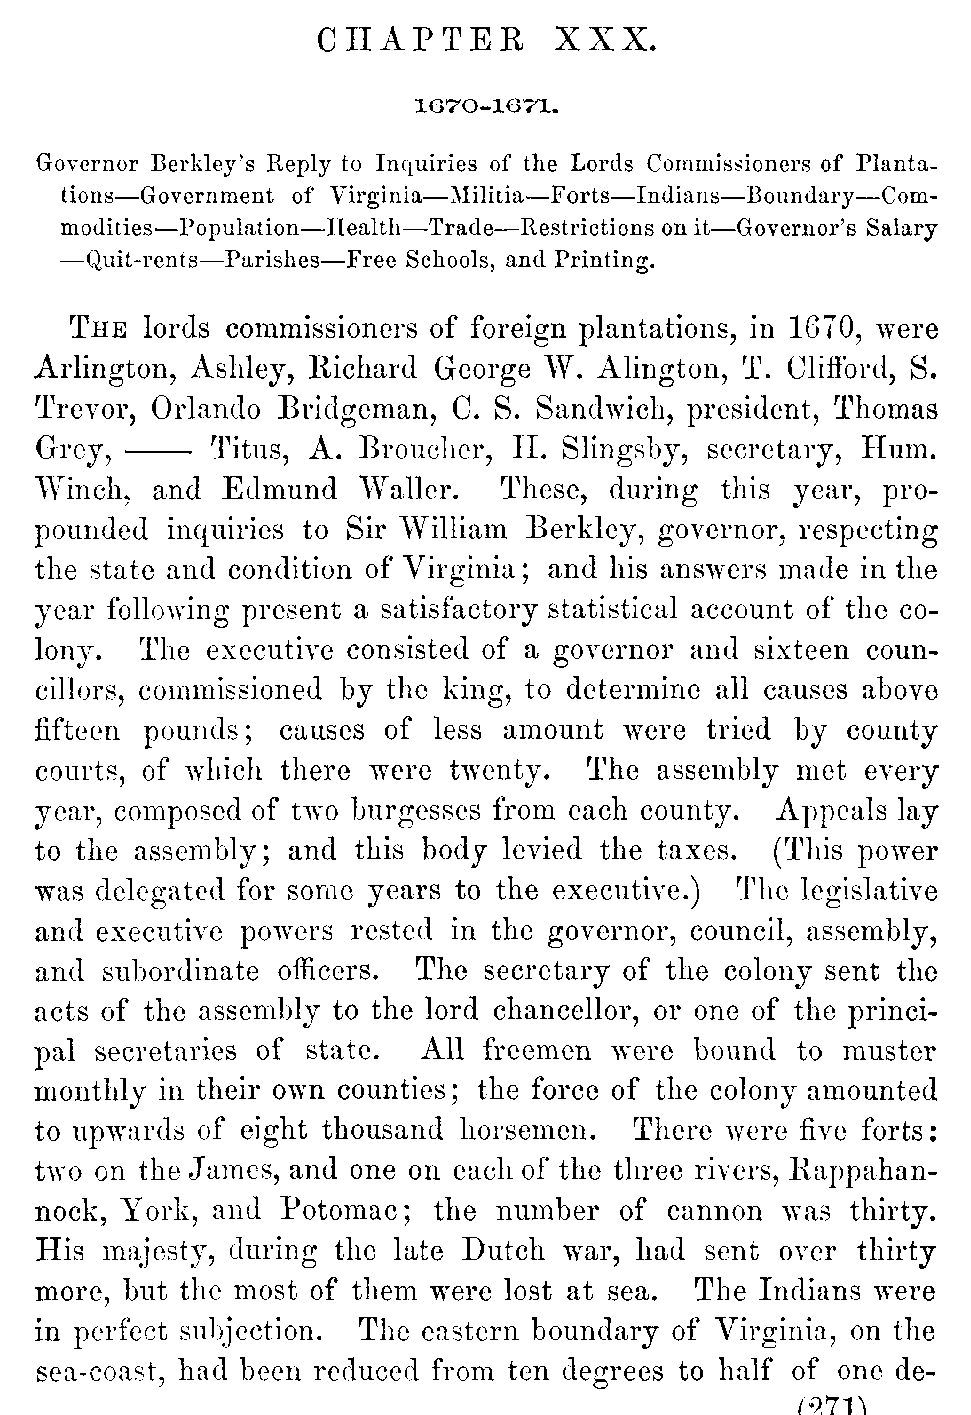 CHAPTER XXX.
1670-1671.
Governor Berkley's Reply to Inquiries of the Lords Commissioners of Planta-
tions—Government of Virginia—Militia—Forts—Indians—Boundary—Com-
modities—Population—Health—Trade—Restrictions on it—Governor's Salary
—Quit-rents—Parishes—Free Schools, and Printing.
THE lords commissioners of foreign plantations, in 1670, were
Arlington, Ashley, Richard George W. Alington, T. Clifford, S.
Trevor, Orlando Bridgeman, C. S. Sandwich, president, Thomas
Grey, —— Titus, A. Broucher, H. Slingsby, secretary, Hum.
Winch, and Edmund Waller. These, during this year, pro-
pounded inquiries to Sir William Berkley, governor, respecting
the state and condition of Virginia; and his answers made in the
year following present a satisfactory statistical account of the co-
lony. The executive consisted of a governor and sixteen coun-
cillors, commissioned by the king, to determine all causes above
fifteen pounds; causes of less amount were tried by county
courts, of which there were twenty. The assembly met every
year, composed of two burgesses from each county. Appeals lay
to the assembly; and this body levied the taxes. (This power
was delegated for some years to the executive.) The legislative
and executive powers rested in the governor, council, assembly,
and subordinate officers. The secretary of the colony sent the
acts of the assembly to the lord chancellor, or one of the princi-
pal secretaries of state. All freemen were bound to muster
monthly in their own counties; the force of the colony amounted
to upwards of eight thousand horsemen. There were five forts:
two on the James, and one on each of the three rivers, Rappahan-
nock, York, and Potomac; the number of cannon was thirty.
His majesty, during the late Dutch war, had sent over thirty
more, but the most of them were lost at sea. The Indians were
in perfect subjection. The eastern boundary of Virginia, on the
sea-coast, had been reduced from ten degrees to half of one de-
(271)